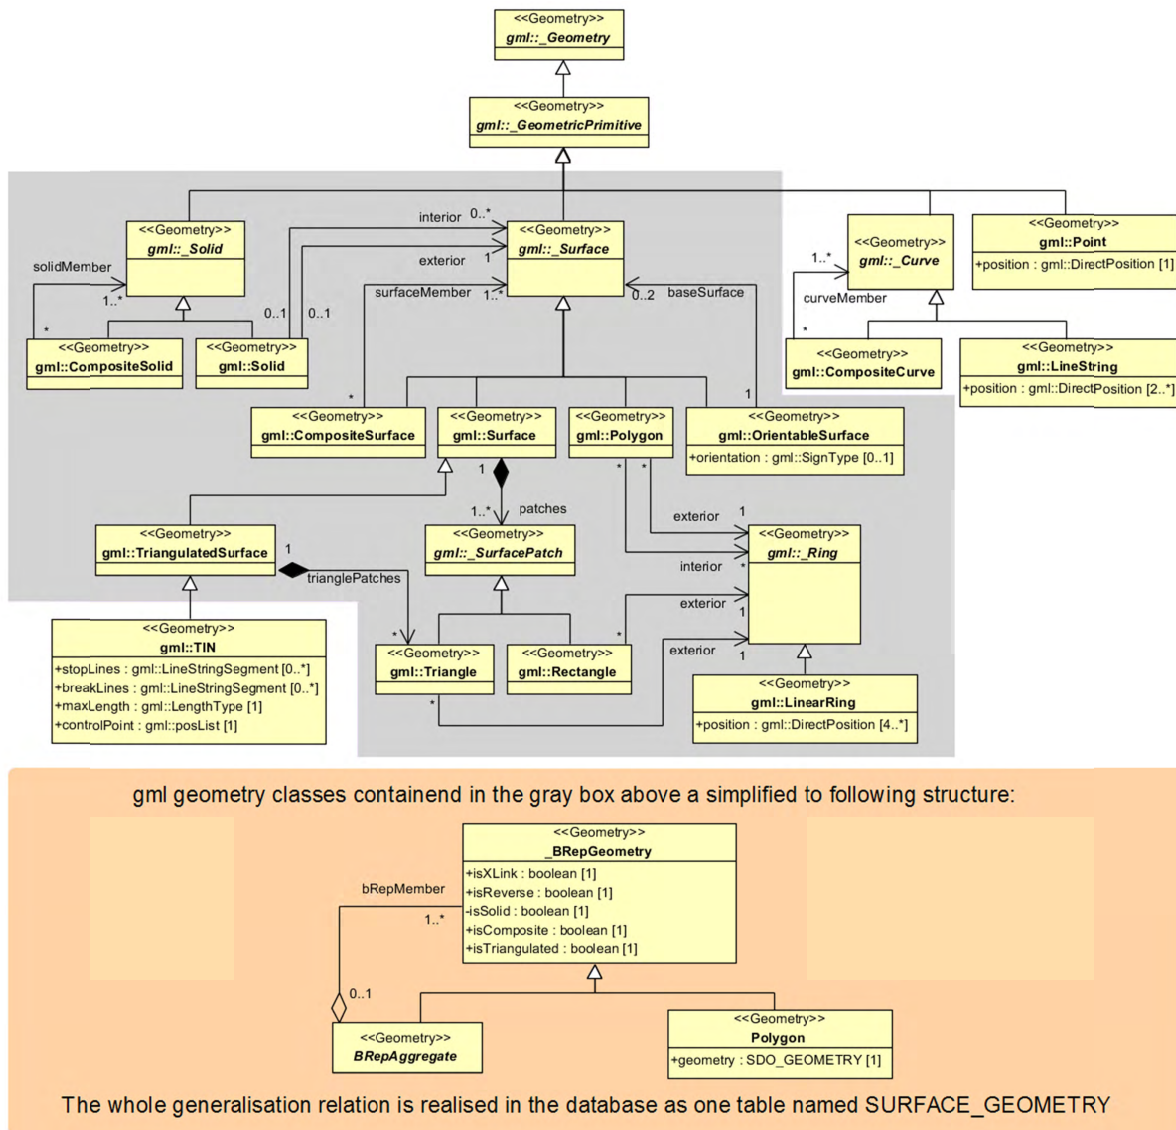 <<Geometry>>
gml::_Geometry
<<Geometry>>
gml::_GeometricPrimitive
<<Geometry>>
gml::_Solid
solidMember
1..*
*
interior
0..*
exterior
1
<<Geometry>>
gml::_Surface
surfaceMember
1..*
0..2
baseSurface
0..1
0..1
<<Geometry>>
gml::_Curve
1..*
curveMember
*
<<Geometry>>
gml::Point
+position : gml::DirectPosition [1]
<<Geometry>>
gml::CompositeSolid
<<Geometry>>
gml::Solid
<<Geometry>>
gml::CompositeCurve
<<Geometry>>
gml::LineString
+position : gml::DirectPosition [2..*]
*
1
<<Geometry>>
gml::CompositeSurface
<<Geometry>>
gml::Surface
<<Geometry>>
gml::Polygon
<<Geometry>>
gml::OrientableSurface
+orientation : gml::SignType [0..1]
1
*
*
1..*
patches
exterior
1
<<Geometry>>
gml::TriangulatedSurface
1
trianglePatches
*
<<Geometry>>
gml::_SurfacePatch
<<Geometry>>
gml::_Ring
interior
*
exterior
1
*
exterior
1
<<Geometry>>
gml::TIN
+stopLines : gml::LineStringSegment [0..*]
+breakLines : gml::LineStringSegment [0..*]
+maxLength : gml::LengthType [1]
+controlPoint : gml::posList [1]
<<Geometry>>
gml::Triangle
*
<<Geometry>>
gml::Rectangle
<<Geometry>>
gml::LinearRing
+position : gml::DirectPosition [4..*]
gml geometry classes containend in the gray box above a simplified to following structure:
<<Geometry>>
_BRepGeometry
+isXLink : boolean [1]
+isReverse : boolean [1]
-isSolid : boolean [1]
+isComposite : boolean [1]
+isTriangulated : boolean [1]
bRepMember
1..*
0..1
<<Geometry>>
BRepAggregate
<<Geometry>>
Polygon
+geometry : SDO_GEOMETRY [1]
The whole generalisation relation is realised in the database as one table named SURFACE_GEOMETRY